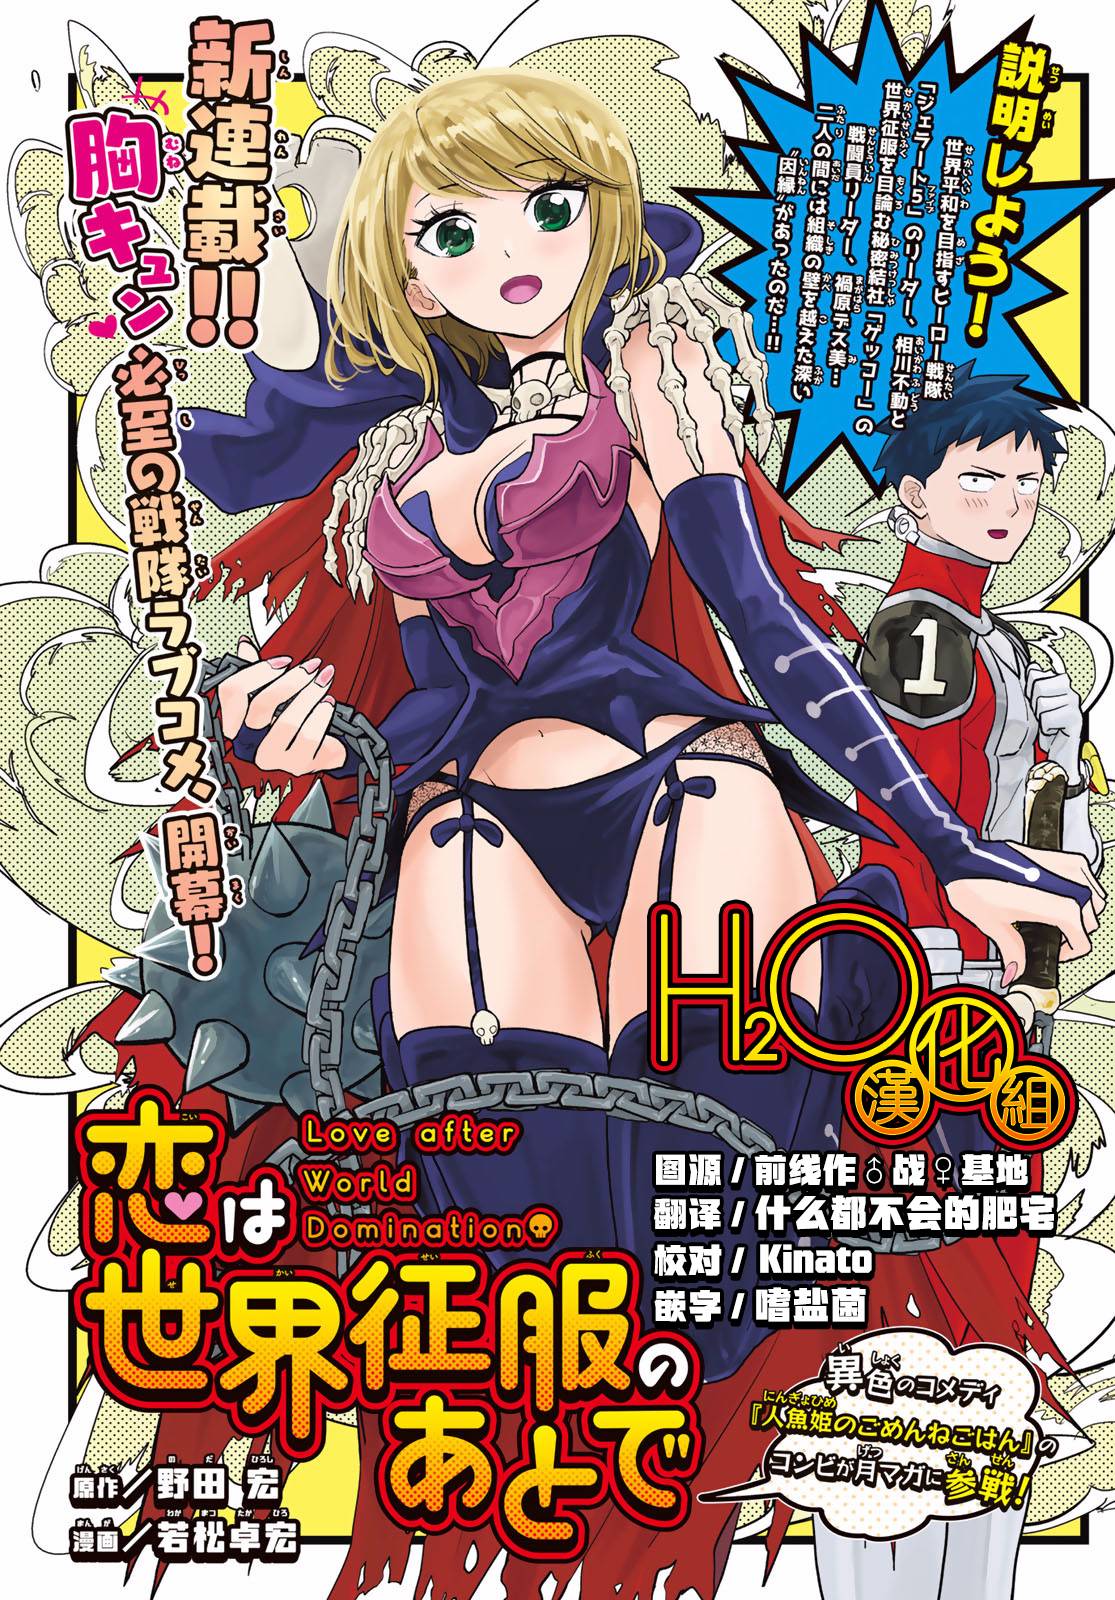 説明しよう!
世界平和を目指すヒーロー戦隊
「ジェラート5」のリーダー、相川不動と
世界征服を目論む秘密結社「ゲッコー」の
戦闘員リーダー、禍原デス美…
二人の間には組織の壁を越えた深い
"因縁"があったのだ…!!
新連載!!
胸キュン♥
必至の戦隊ラブコメ、
開幕!
1
H2O
漢化組
图源/前线作♂战♀基地
翻译/什么都不会的肥宅
校对/Kinato
嵌字/嗜盐菌
恋は
世界征服の
あとで
Love after
World
Domination
原作/野田 宏
漫画/若松卓宏
異色のコメディ
『人魚姫のごめんねごはん』の
コンビが月マガに参戦!